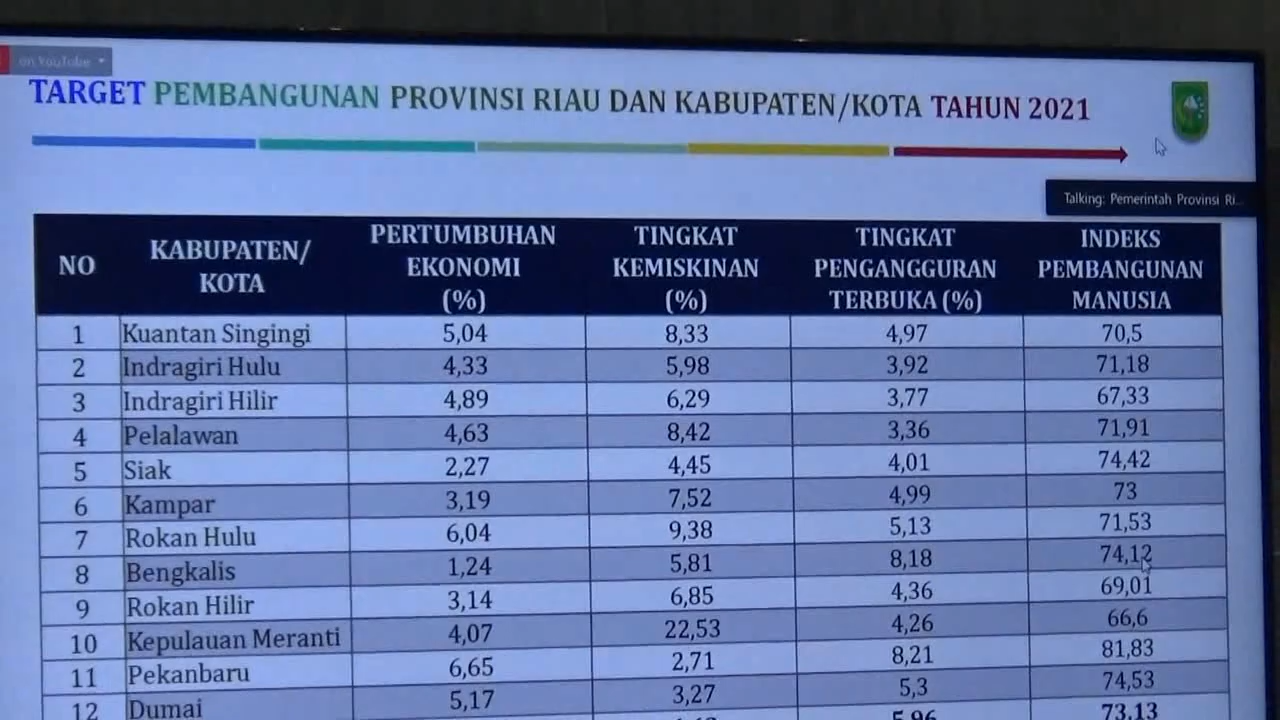 on YouTube
TARGET PEMBANGUNAN PROVINSI RIAU DAN KABUPATEN/KOTA TAHUN 2021
Talking: Pemerintah Provinsi Ri...
NO KABUPATEN/ KOTA PERTUMBUHAN EKONOMI (%) TINGKAT KEMISKINAN (%) TINGKAT PENGANGGURAN TERBUKA (%) INDEKS PEMBANGUNAN MANUSIA
1 Kuantan Singingi 5,04 8,33 4,97 70,5
2 Indragiri Hulu 4,33 5,98 3,92 71,18
3 Indragiri Hilir 4,89 6,29 3,77 67,33
4 Pelalawan 4,63 8,42 3,36 71,91
5 Siak 2,27 4,45 4,01 74,42
6 Kampar 3,19 7,52 4,99 73
7 Rokan Hulu 6,04 9,38 5,13 71,53
8 Bengkalis 1,24 5,81 8,18 74,12
9 Rokan Hilir 3,14 6,85 4,36 69,01
10 Kepulauan Meranti 4,07 22,53 4,26 66,6
11 Pekanbaru 6,65 2,71 8,21 81,83
12 Dumai 5,17 3,27 5,3 74,53
73,13